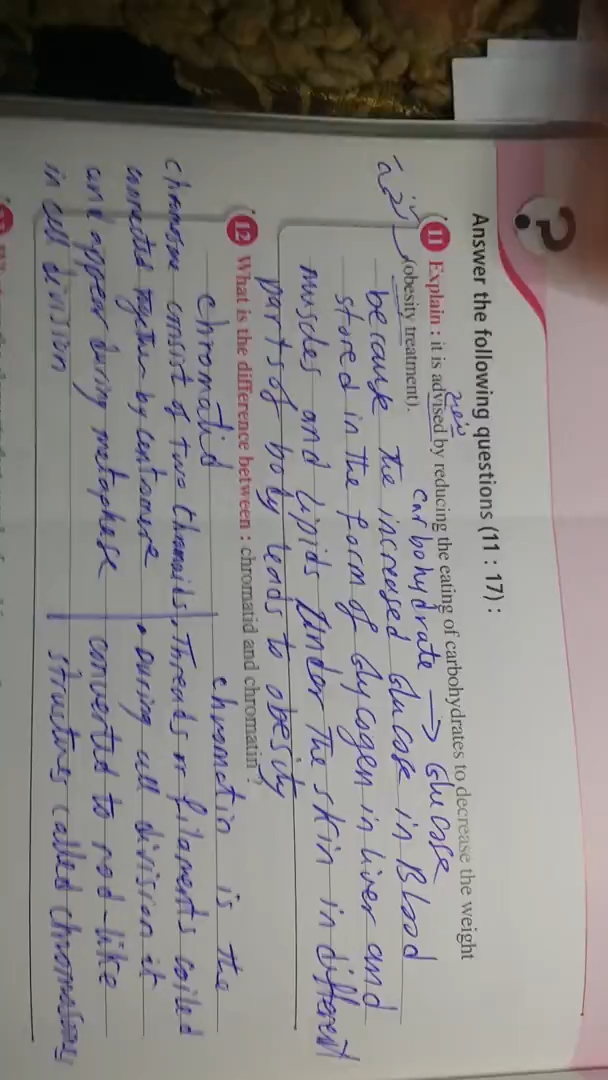 ?
Answer the following questions (11 : 17) :
11 Explain : it is advised by reducing the eating of carbohydrates to decrease the weight
(obesity treatment).
carbohydrate → Glucose
because the increased Glucose in Blood
stored in the form of Glycogen in liver and
muscles and lipids under the skin in different
parts of body leads to obesity
12 What is the difference between : chromatid and chromatin ?
chromatid
chromatin is the
consist of two
Threads or filaments coiled
connected together by
during cell division it
and appear during metaphase
converted to rod-like
in cell division
structures called